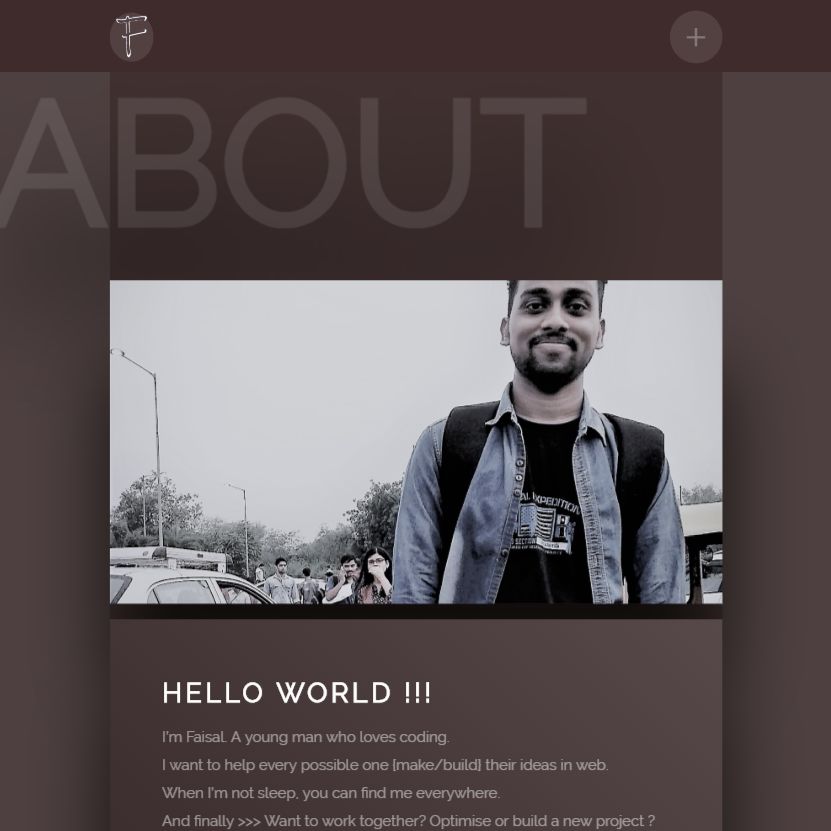 F
ABOUT
XPEDITION
SECTION
HELLO WORLD !!!
I'm Faisal. A young man who loves coding.
I want to help every possible one [make/build] their ideas in web.
When I'm not sleep, you can find me everywhere.
And finally >>> Want to work together? Optimise or build a new project ?